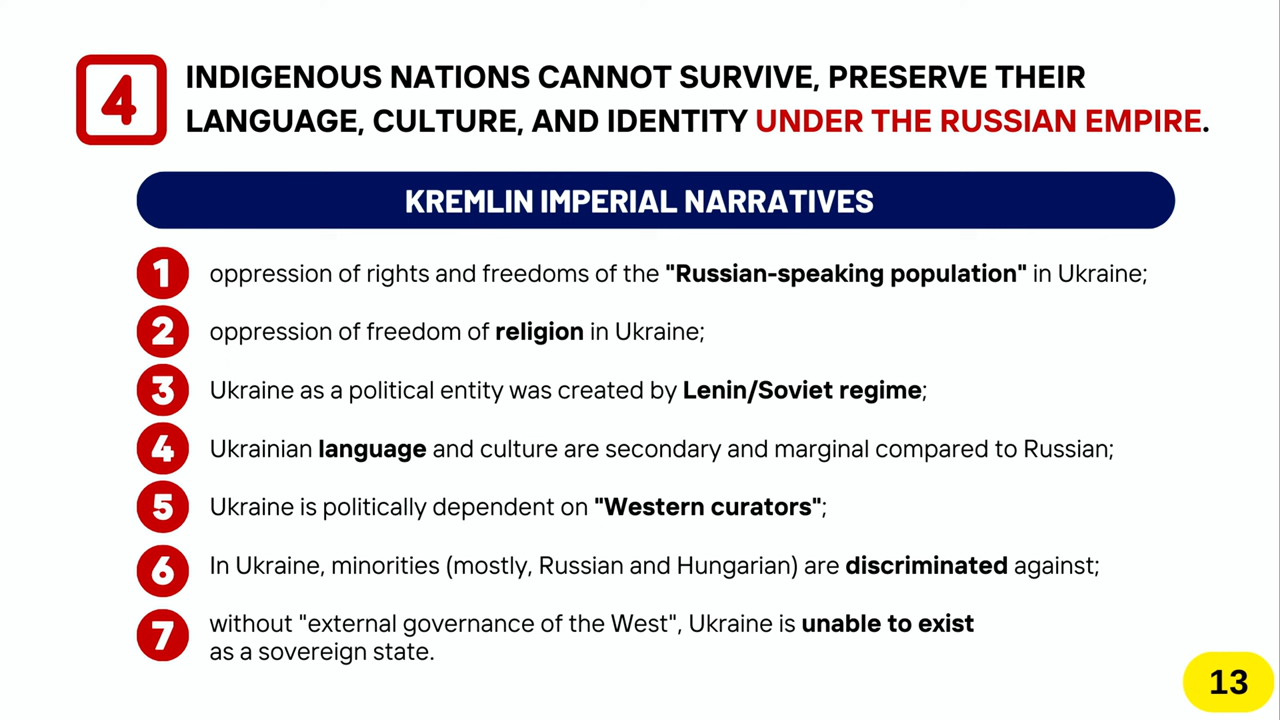 4
INDIGENOUS NATIONS CANNOT SURVIVE, PRESERVE THEIR
LANGUAGE, CULTURE, AND IDENTITY UNDER THE RUSSIAN EMPIRE.
KREMLIN IMPERIAL NARRATIVES
1 oppression of rights and freedoms of the "Russian-speaking population" in Ukraine;
2 oppression of freedom of religion in Ukraine;
3 Ukraine as a political entity was created by Lenin/Soviet regime;
4 Ukrainian language and culture are secondary and marginal compared to Russian;
5 Ukraine is politically dependent on "Western curators";
6 In Ukraine, minorities (mostly, Russian and Hungarian) are discriminated against;
7 without "external governance of the West", Ukraine is unable to exist
as a sovereign state.
13